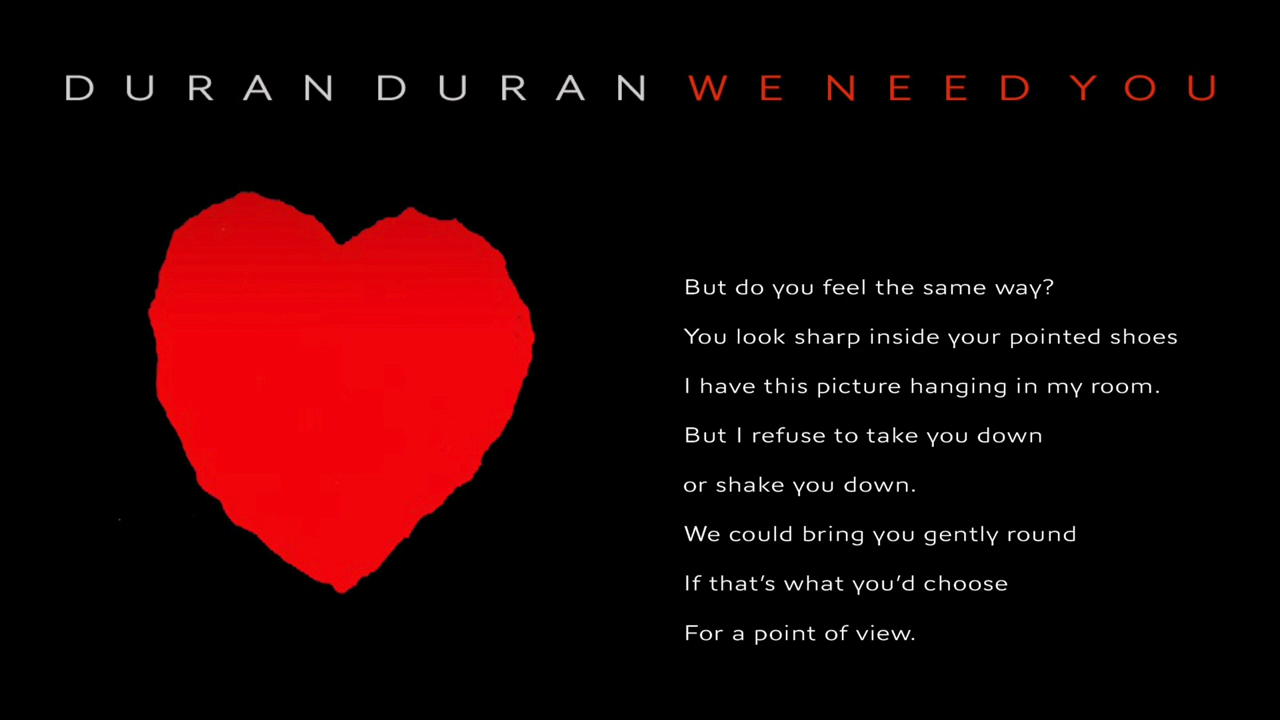 DURAN DURAN WE NEED YOU
But do you feel the same way?
You look sharp inside your pointed shoes
I have this picture hanging in my room.
But I refuse to take you down
or shake you down.
We could bring you gently round
If that’s what you’d choose
For a point of view.